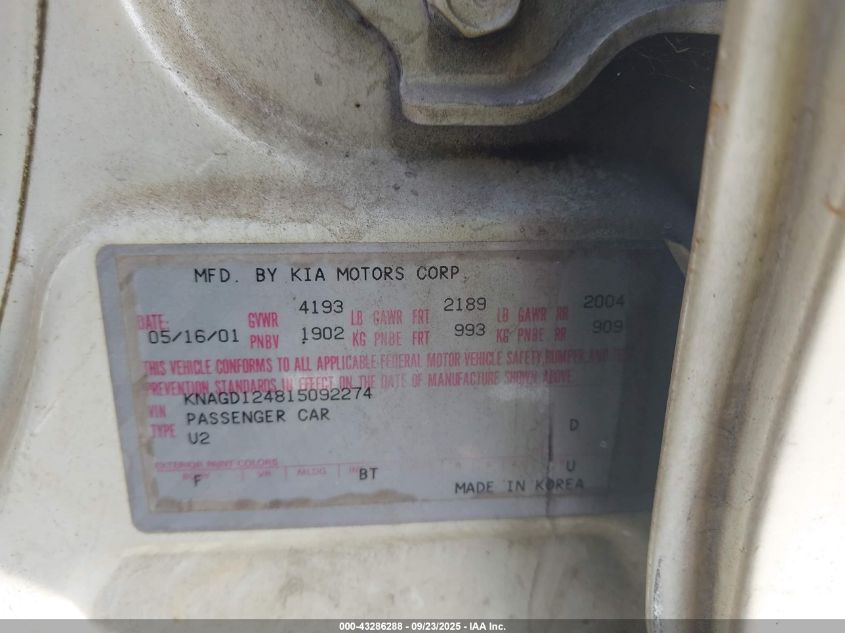 MFD. BY KIA MOTORS CORP.
DATE: 05/16/01 GVWR 4193 LB GAWR FRT 2189 LB GAWR RR 2004
PNBV 1902 KG PNBE FRT 993 KG PNBE RR 909
THIS VEHICLE CONFORMS TO ALL APPLICABLE FEDERAL MOTOR VEHICLE SAFETY, BUMPER, AND
PREVENTION STANDARDS IN EFFECT ON THE DATE OF MANUFACTURE SHOWN ABOVE.
VIN KNAGD124815092274
TYPE PASSENGER CAR
U2 D
EXTERIOR PAINT COLORS
BODY VR MLDG
F BT U
MADE IN KOREA
000-43286288 - 09/23/2025 - IAA Inc.